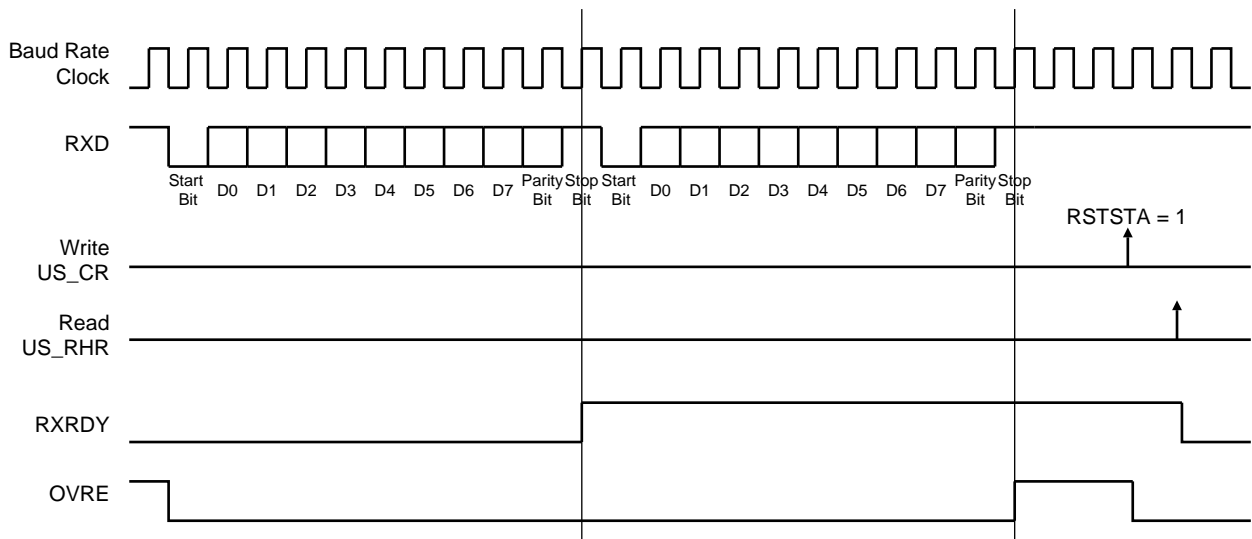 Baud Rate
Clock
RXD
Start
Bit
D0
D1
D2
D3
D4
D5
D6
D7
Parity
Bit
Stop
Bit
Start
Bit
D0
D1
D2
D3
D4
D5
D6
D7
Parity
Bit
Stop
Bit
RSTSTA = 1
Write
US_CR
Read
US_RHR
RXRDY
OVRE